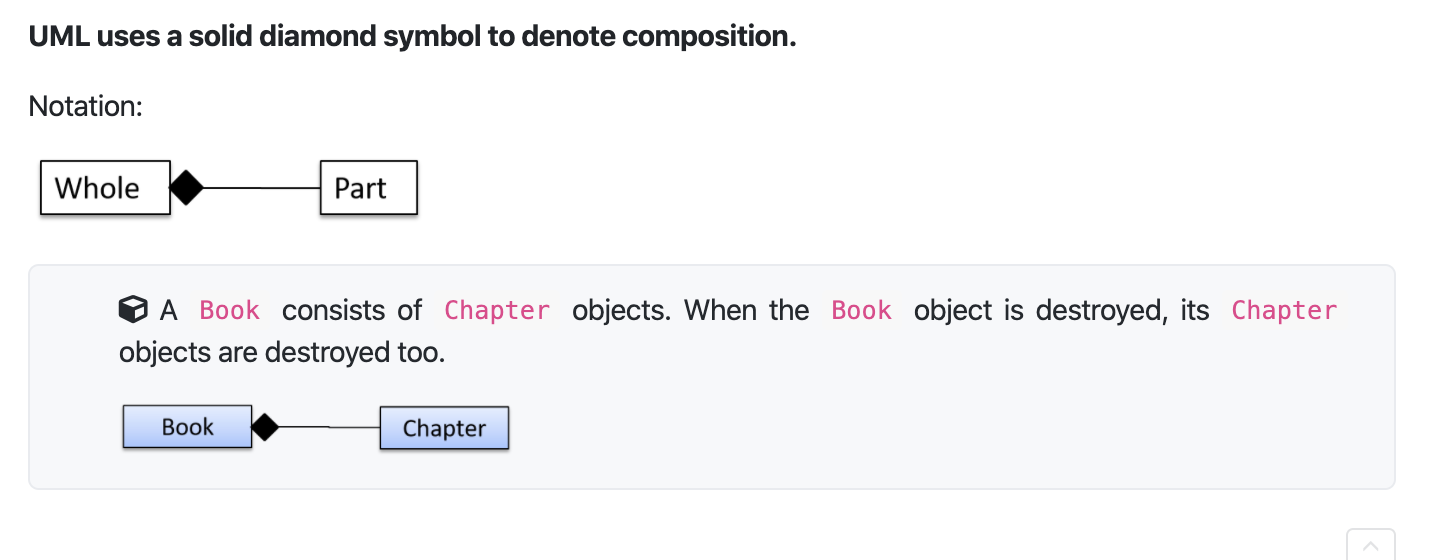 UML uses a solid diamond symbol to denote composition.
Notation:
Whole Part
A Book consists of Chapter objects. When the Book object is destroyed, its Chapter
objects are destroyed too.
Book Chapter